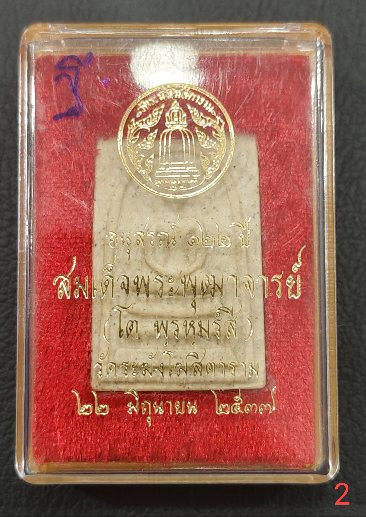 อนุสรณ์ ๑๒๒ ปี
สมเด็จพระพุฒาจารย์
(โต พรหมรํสี)
วัดระฆังโฆสิตาราม
๒๒ มิถุนายน ๒๕๓๗
2